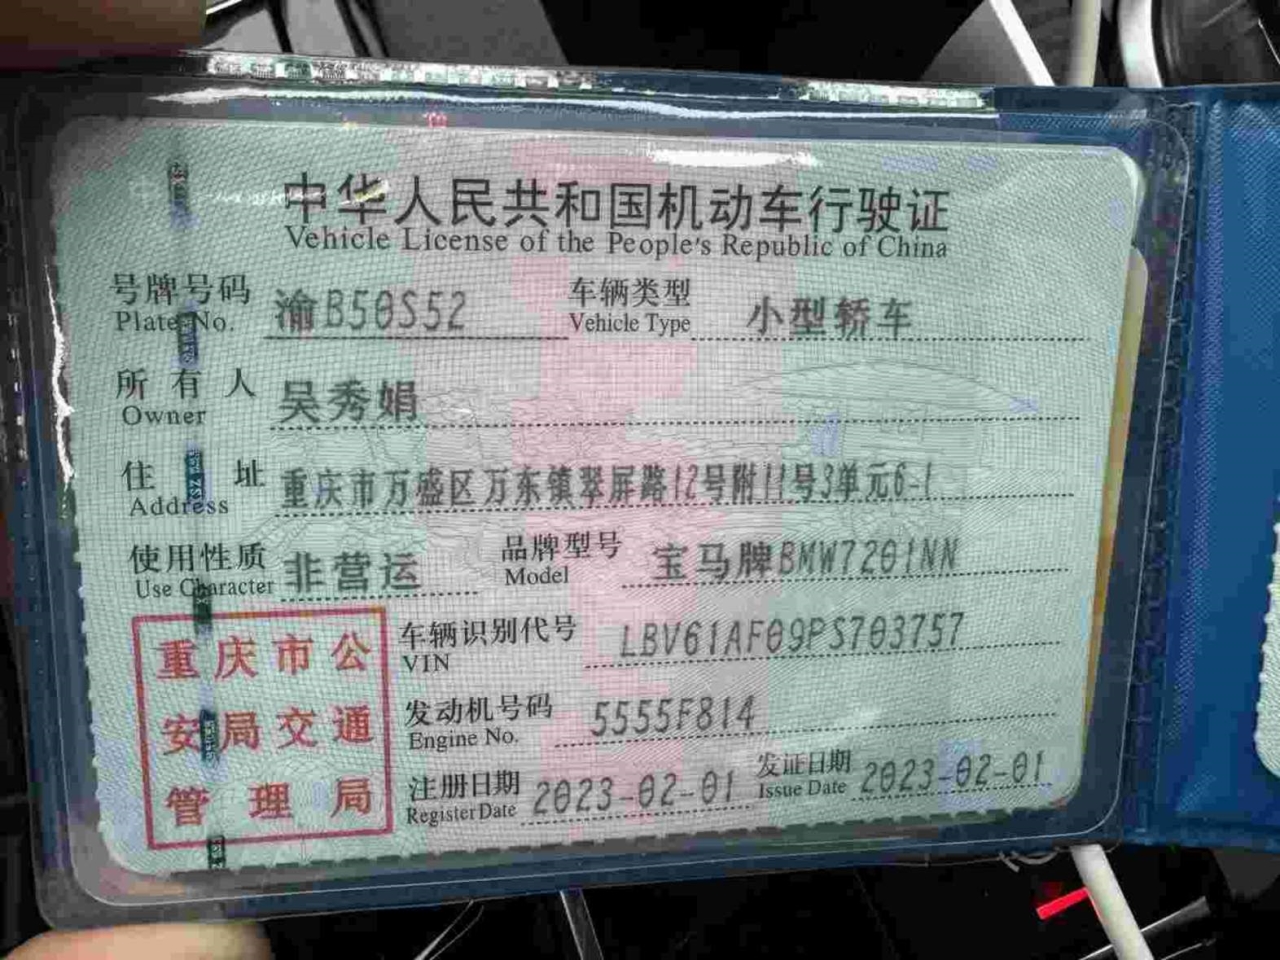 中华人民共和国机动车行驶证
Vehicle License of the People's Republic of China
号牌号码 渝B50S52 车辆类型 小型轿车
Plate No. Vehicle Type
所有人 吴秀娟
Owner
住址 重庆市万盛区万东镇翠屏路12号附11号3单元6-1
Address
使用性质 非营运 品牌型号 宝马牌BMW7201NN
Use Character Model
车辆识别代号 LBV61AF09PS703757
VIN
发动机号码 5555F814
Engine No.
注册日期 2023-02-01 发证日期 2023-02-01
Register Date Issue Date
重庆市公
安局交通
管理局